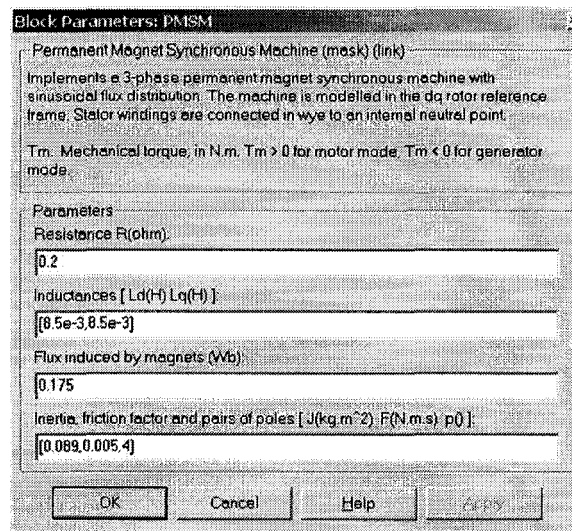 Block Parameters: PMSM
Permanent Magnet Synchronous Machine (mask) (link)
Implements a 3-phase permanent magnet synchronous machine with
sinusoidal flux distribution. The machine is modelled in the dq rotor reference
frame. Stator windings are connected in wye to an internal neutral point.
Tm: Mechanical torque, in N.m. Tm > 0 for motor mode, Tm < 0 for generator
mode.
Parameters
Resistance R(ohm):
0.2
Inductances [ Ld(H) Lq(H) ]:
[8.5e-3,8.5e-3]
Flux induced by magnets (Wb):
0.175
Inertia, friction factor and pairs of poles [ J(kg.m^2) F(N.m.s) p() ]:
[0.089,0.005,4]
OK Cancel Help Apply